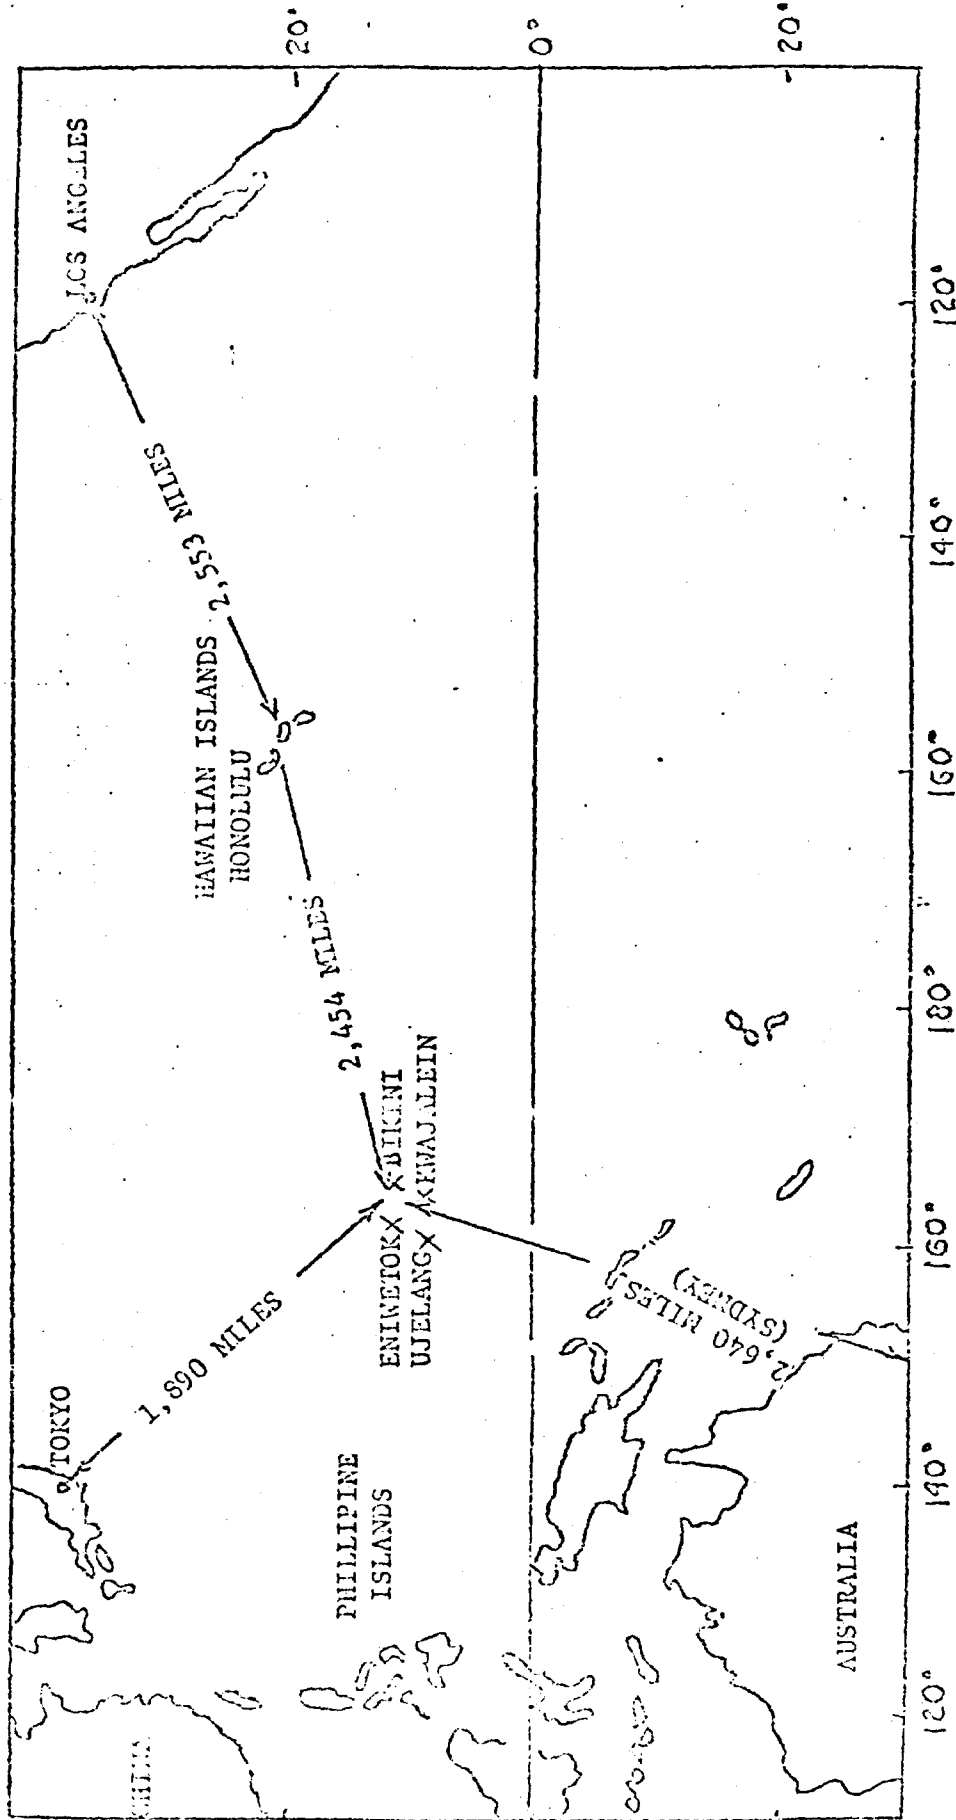 LOS ANGELES
2,553 MILES
HAWAIIAN ISLANDS
HONOLULU
2,454 MILES
BIKINI
KWAJALEIN
ENIWETOK
UJELANG
1,890 MILES
TOKYO
PHILLIPINE
ISLANDS
CHINA
2,640 MILES
(SYDNEY)
AUSTRALIA
20°
0°
20°
120°
140°
160°
180°
160°
140°
120°